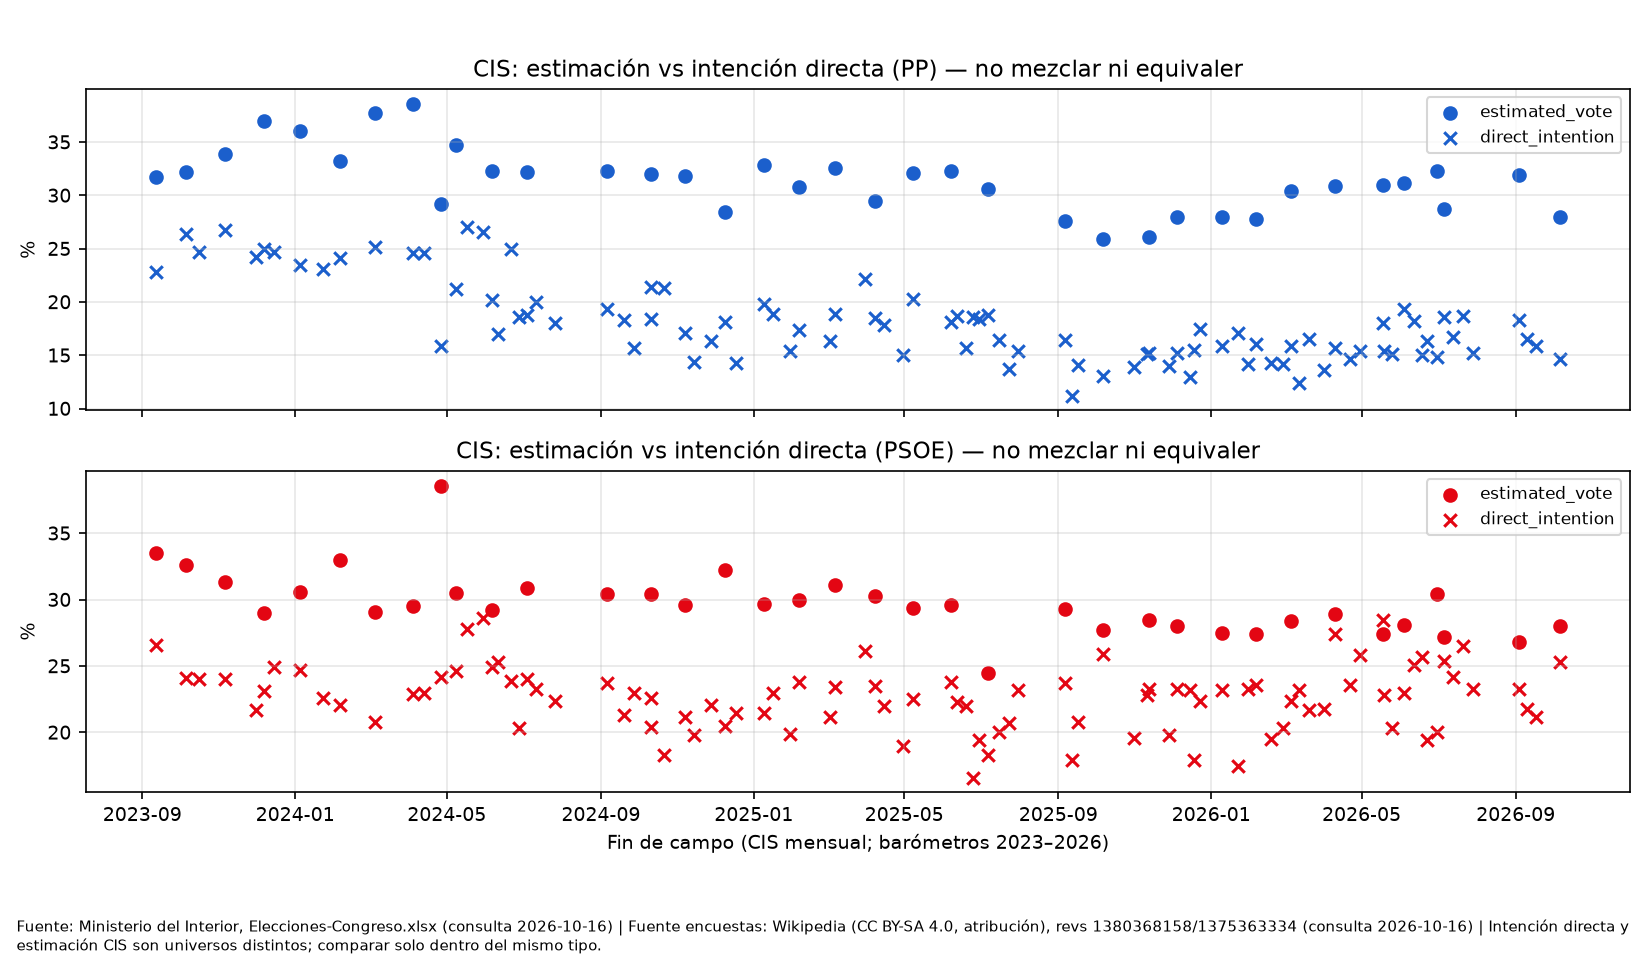 CIS: estimación vs intención directa (PP) — no mezclar ni equivaler
estimated_vote
direct_intention
35
30
25
20
15
10
%
CIS: estimación vs intención directa (PSOE) — no mezclar ni equivaler
estimated_vote
direct_intention
35
30
25
20
%
2023-09 2024-01 2024-05 2024-09 2025-01 2025-05 2025-09 2026-01 2026-05 2026-09
Fin de campo (CIS mensual; barómetros 2023–2026)
Fuente: Ministerio del Interior, Elecciones-Congreso.xlsx (consulta 2026-10-16) | Fuente encuestas: Wikipedia (CC BY-SA 4.0, atribución), revs 1380368158/1375363334 (consulta 2026-10-16) | Intención directa y
estimación CIS son universos distintos; comparar solo dentro del mismo tipo.